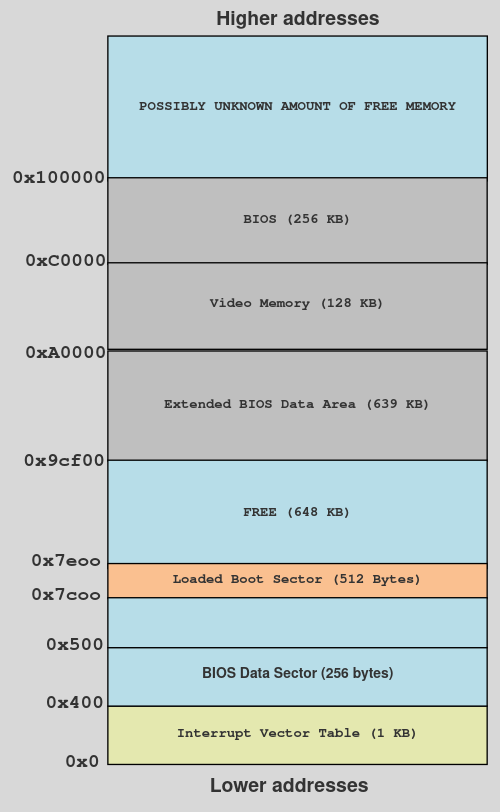 Higher addresses
POSSIBLY UNKNOWN AMOUNT OF FREE MEMORY
0x100000
BIOS (256 KB)
0xC0000
Video Memory (128 KB)
0xA0000
Extended BIOS Data Area (639 KB)
0x9cf00
FREE (648 KB)
0x7eoo
Loaded Boot Sector (512 Bytes)
0x7coo
0x500
BIOS Data Sector (256 bytes)
0x400
Interrupt Vector Table (1 KB)
0x0
Lower addresses